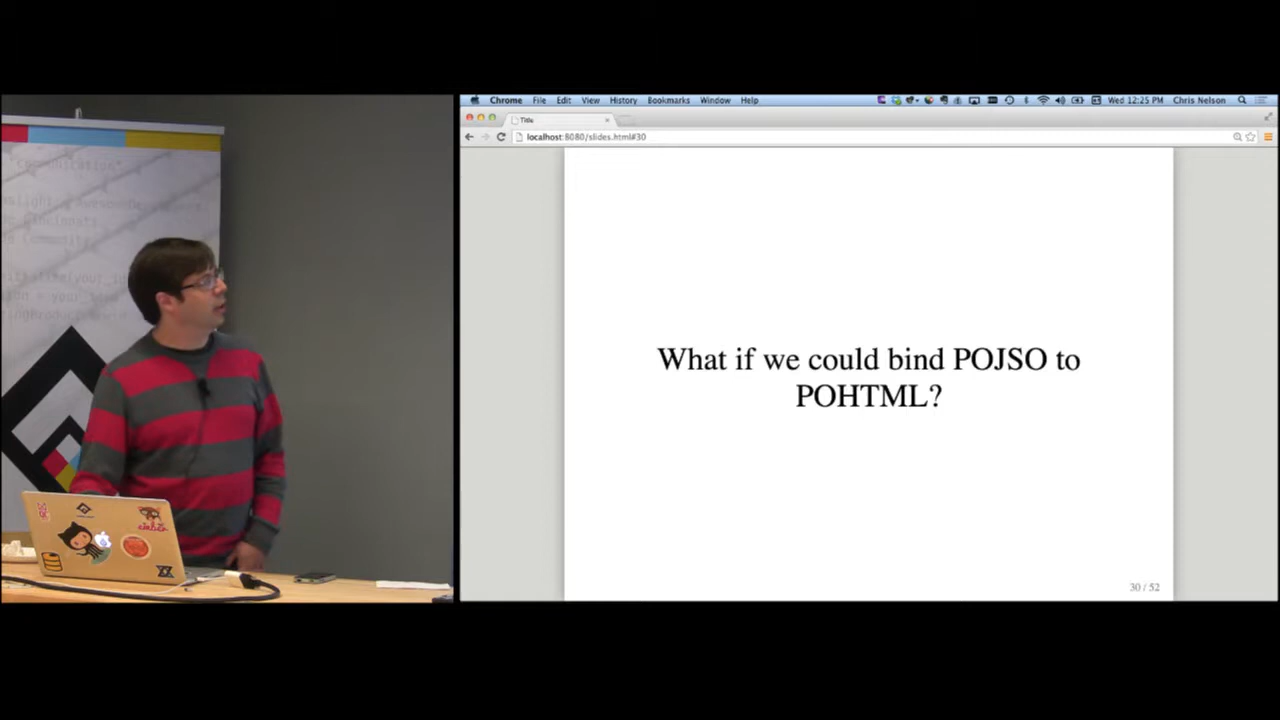 "communication"
Chrome File Edit View History Bookmarks Window Help
Wed 12:25 PM Chris Nelson
Title
localhost:8080/slides.html#30
What if we could bind POJSO to
POHTML?
30 / 52